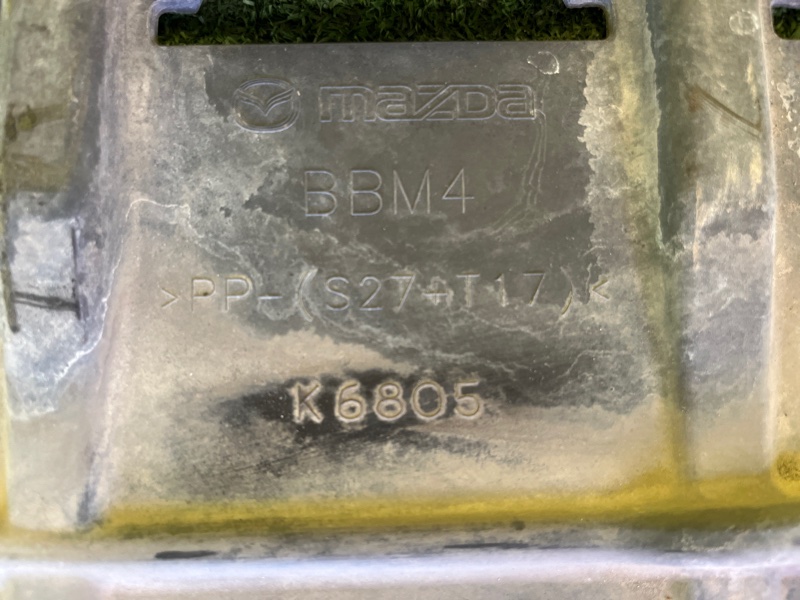 mazda
BBM4
>PP-(S27+T17)<
K6805